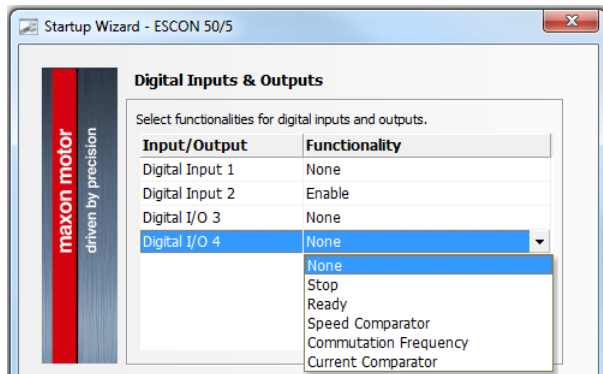 Startup Wizard - ESCON 50/5
x
maxon motor
driven by precision
Digital Inputs & Outputs
Select functionalities for digital inputs and outputs.
Input/Output Functionality
Digital Input 1 None
Digital Input 2 Enable
Digital I/O 3 None
Digital I/O 4 None
None
Stop
Ready
Speed Comparator
Commutation Frequency
Current Comparator